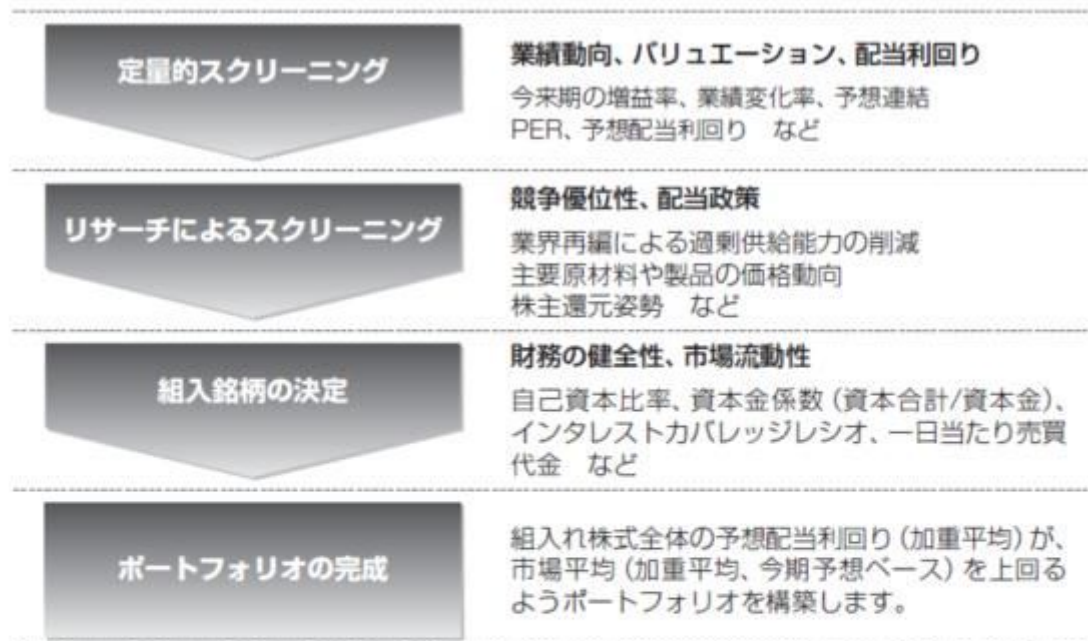 定量的スクリーニング
業績動向、バリュエーション、配当利回り
今来期の増益率、業績変化率、予想連結
PER、予想配当利回り　など
リサーチによるスクリーニング
競争優位性、配当政策
業界再編による過剰供給能力の削減
主要原材料や製品の価格動向
株主還元姿勢　など
組入銘柄の決定
財務の健全性、市場流動性
自己資本比率、資本金係数（資本合計/資本金）、
インタレストカバレッジレシオ、一日当たり売買
代金　など
ポートフォリオの完成
組入れ株式全体の予想配当利回り（加重平均）が、
市場平均（加重平均、今期予想ベース）を上回る
ようポートフォリオを構築します。